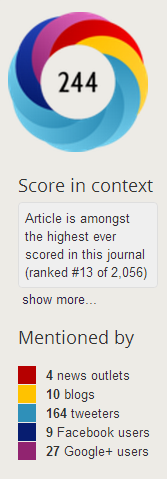 244
Score in context
Article is amongst
the highest ever
scored in this journal
(ranked #13 of 2,056)
show more...
Mentioned by
4 news outlets
10 blogs
164 tweeters
9 Facebook users
27 Google+ users